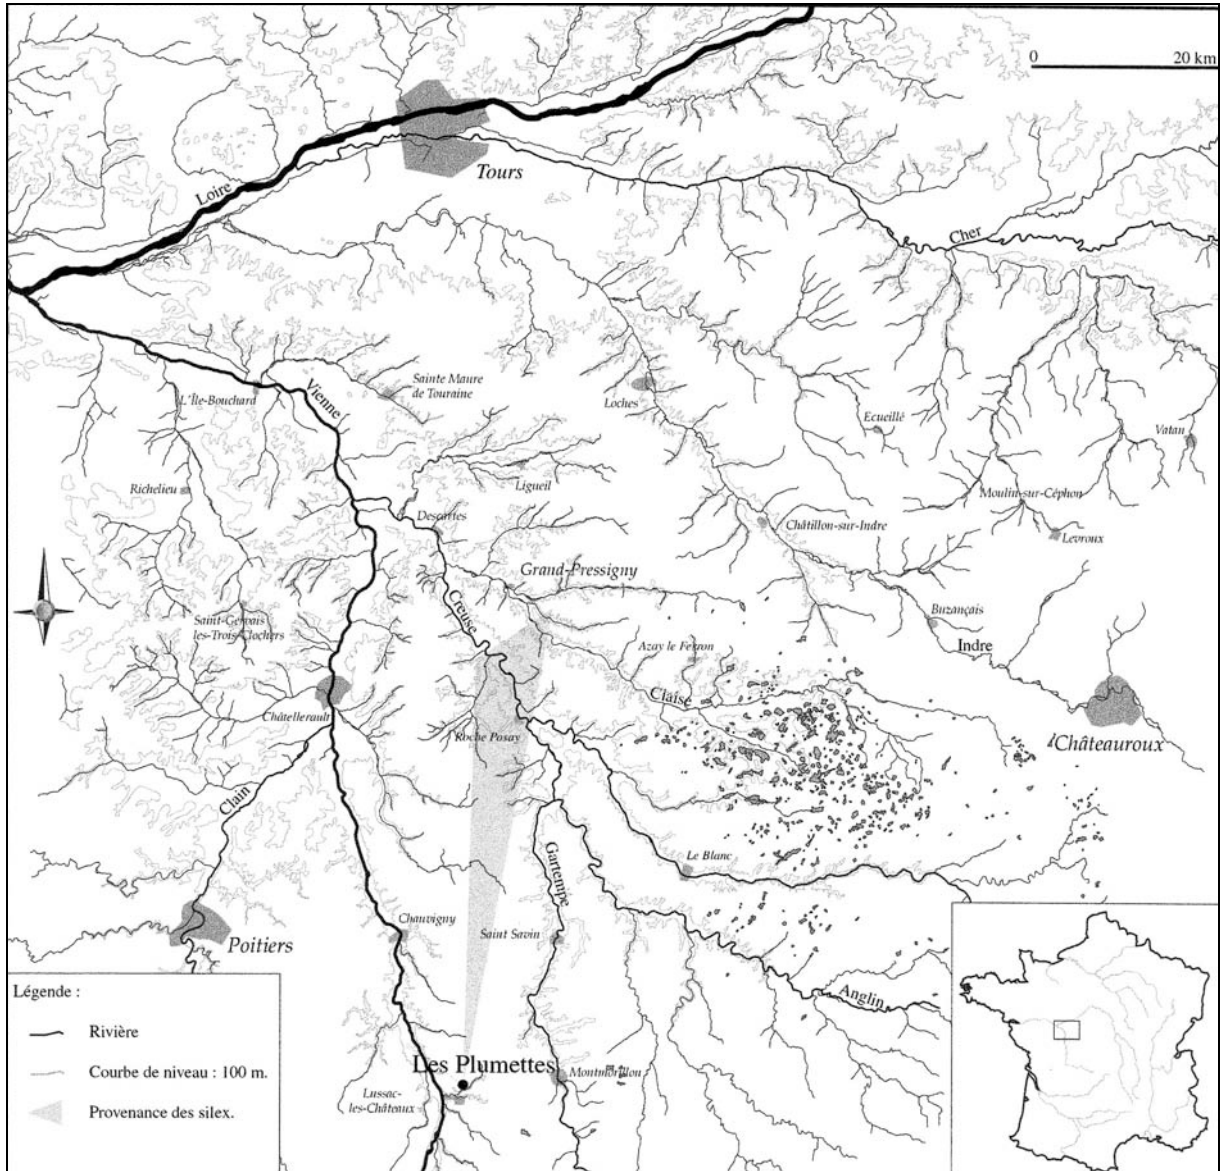 0 20 km
Tours
Loire
Cher
Vienne
Sainte Maure
de Touraine
L'Île-Bouchard
Loches
Ecueillé
Vatan
Richelieu
Ligueil
Moulin-sur-Céphon
Descartes
Châtillon-sur-Indre
Levroux
Grand-Pressigny
Creuse
Buzançais
Saint-Gervais
les-Trois-Clochers
Azay le Ferron
Indre
Claise
Châtellerault
Roche Posay
Châteauroux
Clain
Le Blanc
Gartempe
Chauvigny
Saint Savin
Poitiers
Anglin
Légende :
Rivière
Courbe de niveau : 100 m.
Provenance des silex.
Les Plumettes
Montmorillon
Lussac-
les-Châteaux